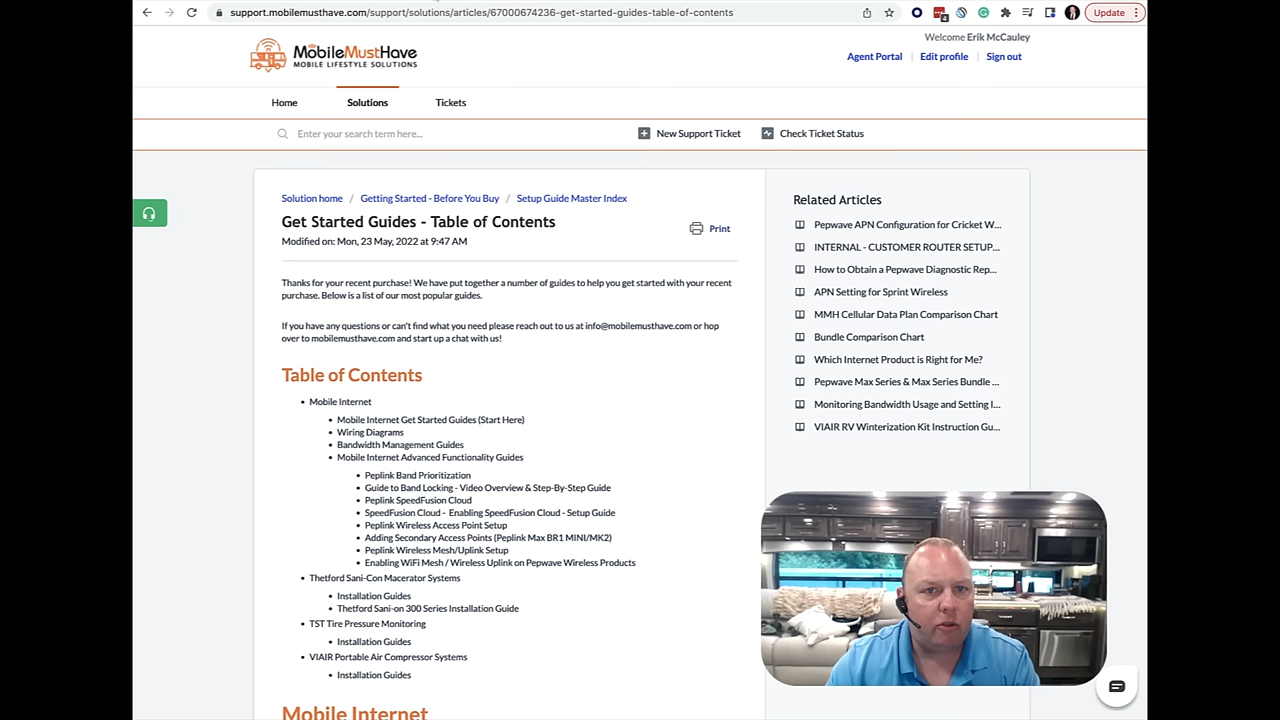 support.mobilemusthave.com/support/solutions/articles/67000674236-get-started-guides-table-of-contents
4
Update
MobileMustHave
MOBILE LIFESTYLE SOLUTIONS
Welcome Erik McCauley
Agent Portal
Edit profile
Sign out
Home
Solutions
Tickets
Enter your search term here...
New Support Ticket
Check Ticket Status
Solution home / Getting Started - Before You Buy / Setup Guide Master Index
Get Started Guides - Table of Contents
Modified on: Mon, 23 May, 2022 at 9:47 AM
Print
Thanks for your recent purchase! We have put together a number of guides to help you get started with your recent
purchase. Below is a list of our most popular guides.
If you have any questions or can't find what you need please reach out to us at info@mobilemusthave.com or hop
over to mobilemusthave.com and start up a chat with us!
Table of Contents
Mobile Internet
Mobile Internet Get Started Guides (Start Here)
Wiring Diagrams
Bandwidth Management Guides
Mobile Internet Advanced Functionality Guides
Peplink Band Prioritization
Guide to Band Locking - Video Overview & Step-By-Step Guide
Peplink SpeedFusion Cloud
SpeedFusion Cloud - Enabling SpeedFusion Cloud - Setup Guide
Peplink Wireless Access Point Setup
Adding Secondary Access Points (Peplink Max BR1 MINI/MK2)
Peplink Wireless Mesh/Uplink Setup
Enabling WiFi Mesh / Wireless Uplink on Pepwave Wireless Products
Thetford Sani-Con Macerator Systems
Installation Guides
Thetford Sani-on 300 Series Installation Guide
TST Tire Pressure Monitoring
Installation Guides
VIAIR Portable Air Compressor Systems
Installation Guides
Mobile Internet
Related Articles
Pepwave APN Configuration for Cricket W...
INTERNAL - CUSTOMER ROUTER SETUP...
How to Obtain a Pepwave Diagnostic Rep...
APN Setting for Sprint Wireless
MMH Cellular Data Plan Comparison Chart
Bundle Comparison Chart
Which Internet Product is Right for Me?
Pepwave Max Series & Max Series Bundle ...
Monitoring Bandwidth Usage and Setting I...
VIAIR RV Winterization Kit Instruction Gu...